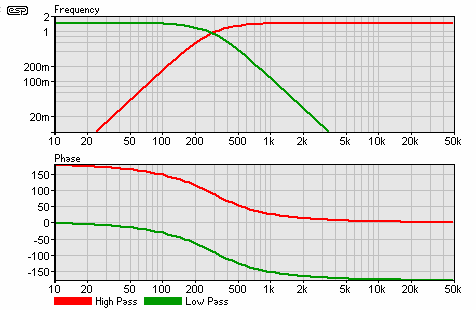 esp
Frequency
2
1
200m
100m
20m
10 20 50 100 200 500 1k 2k 5k 10k 20k 50k
Phase
150
100
50
0
-50
-100
-150
10 20 50 100 200 500 1k 2k 5k 10k 20k 50k
High Pass Low Pass